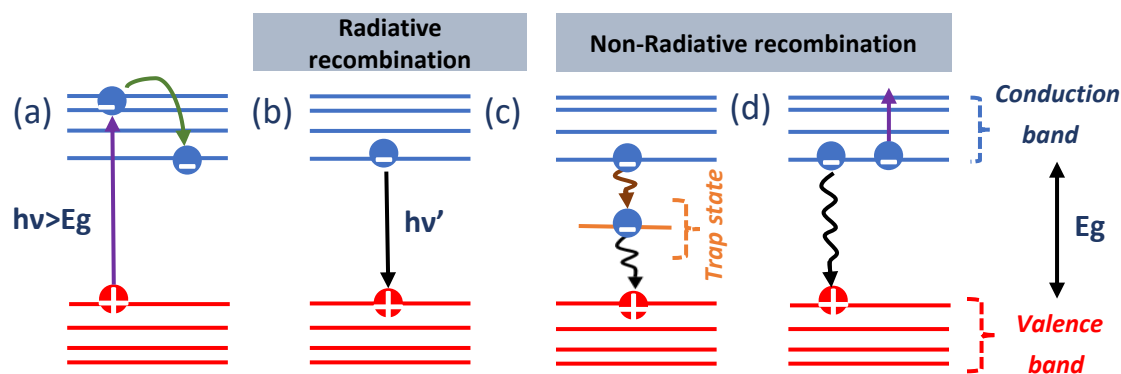 Radiative
recombination
Non-Radiative recombination
(a)
(b)
(c)
(d)
Conduction
band
hν>Eg
hν’
Trap state
Eg
Valence
band